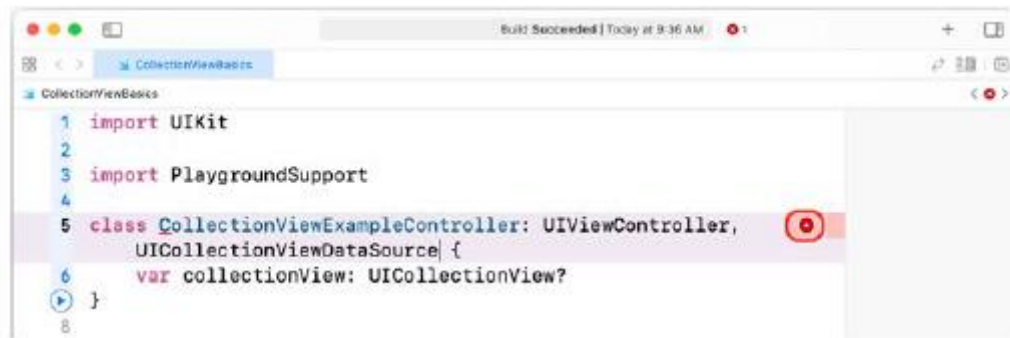 Build Succeeded | Today at 9:36 AM 1
CollectionViewBasics
CollectionViewBasics
1 import UIKit
2
3 import PlaygroundSupport
4
5 class CollectionViewExampleController: UIViewController,
UICollectionViewDataSource {
6 var collectionView: UICollectionView?
}
8